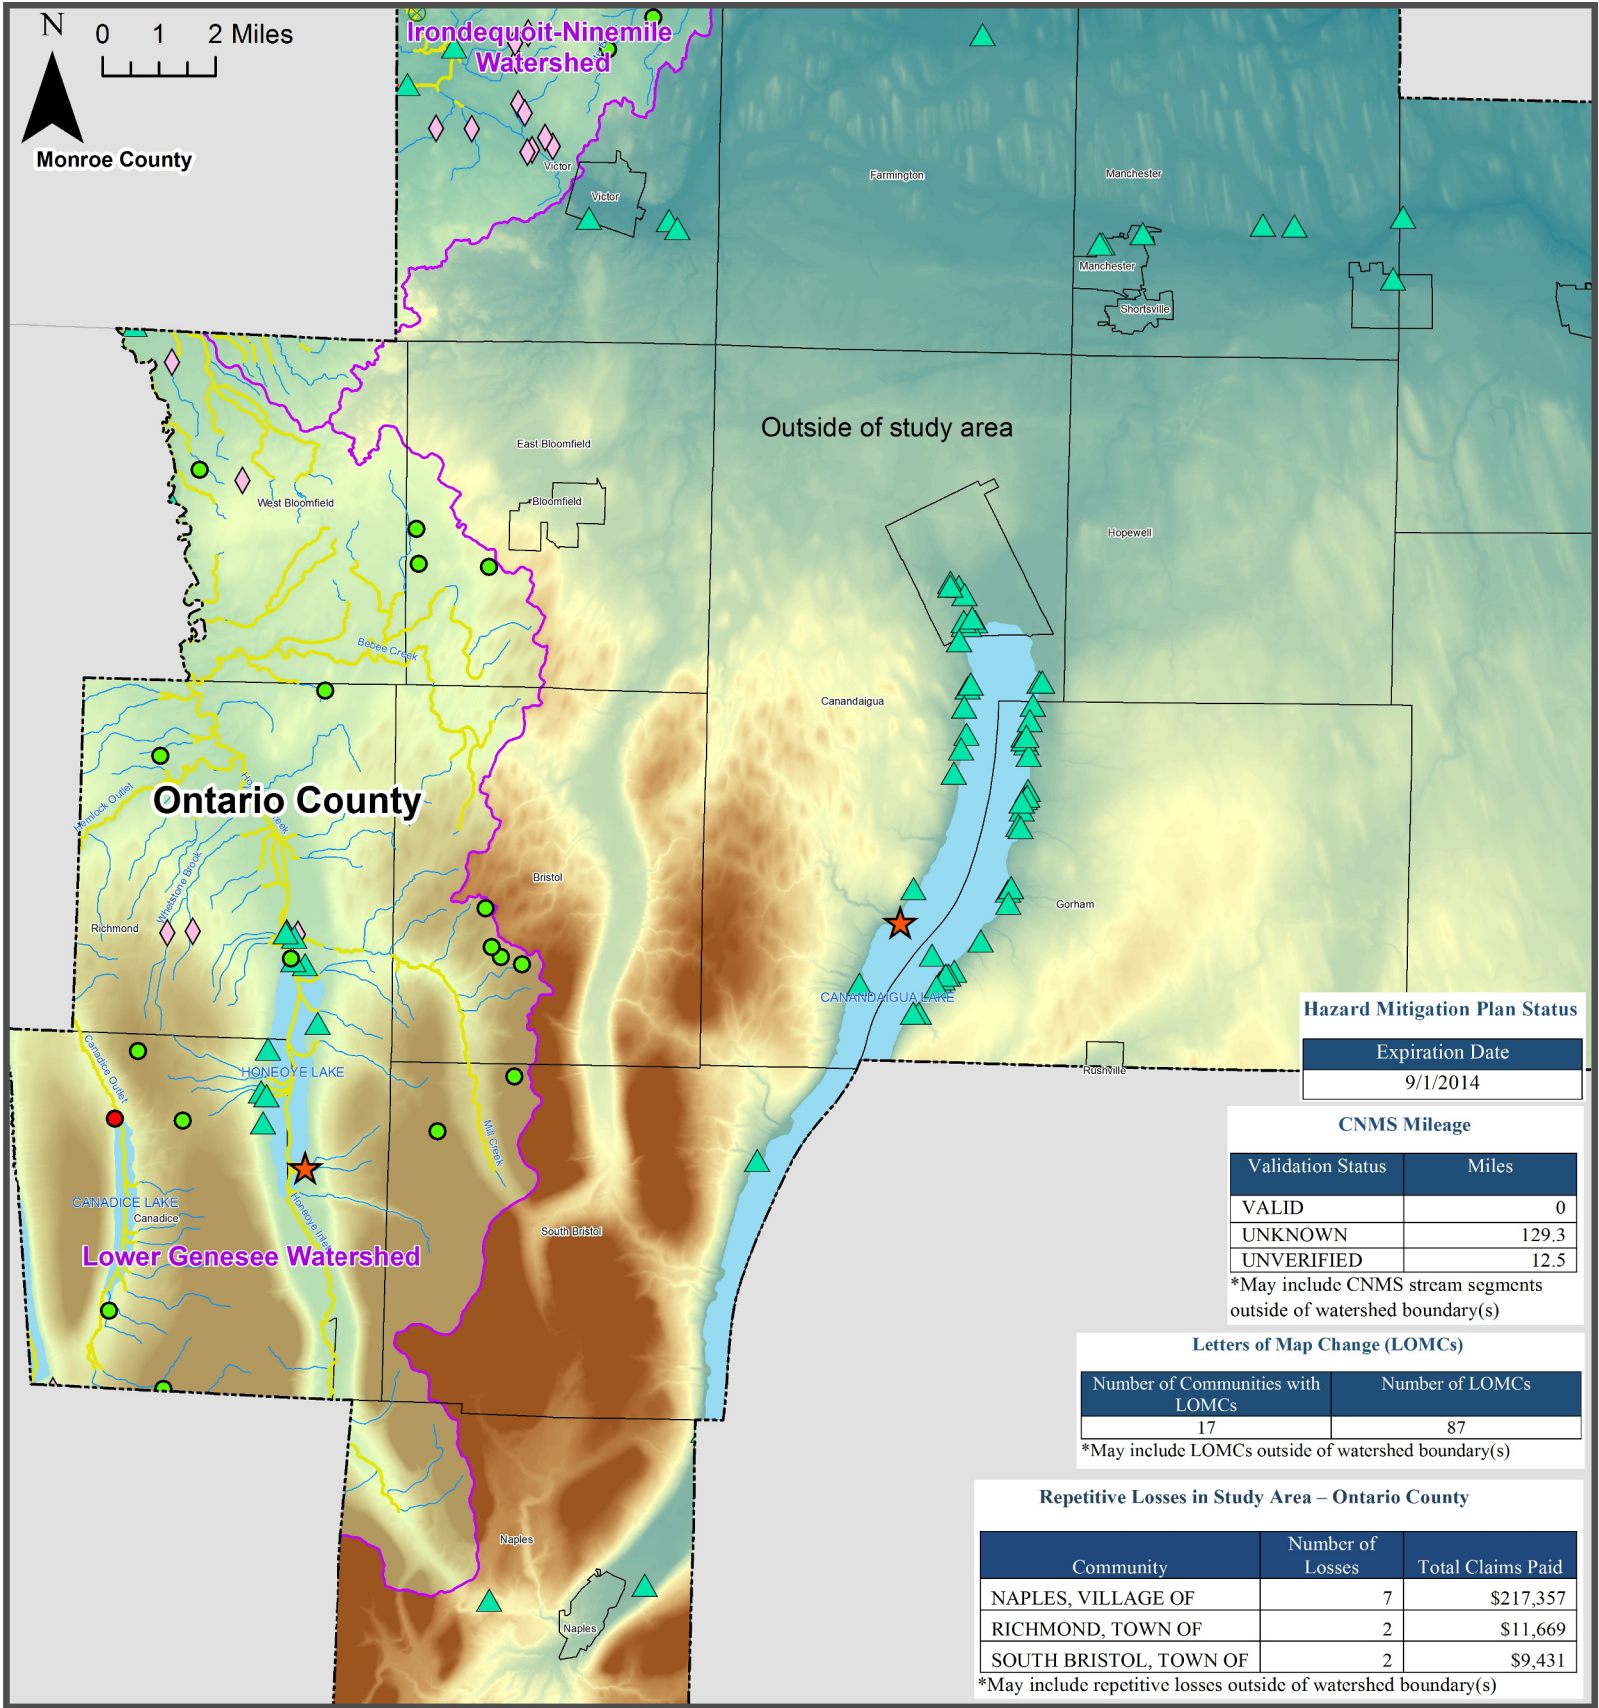 N
0 1 2 Miles
Monroe County
Irondequoit-Ninemile
Watershed
Victor
Victor
Farmington
Manchester
Manchester
Shortsville
Outside of study area
East Bloomfield
Bloomfield
West Bloomfield
Hopewell
Bebee Creek
Canandaigua
Hemlock Outlet
Ontario County
Whetstone Brook
Bristol
Richmond
Gorham
CANANDAIGUA LAKE
Canadice Outlet
HONEOYE LAKE
Rushville
Mill Creek
CANADICE LAKE
Canadice
Honeoye Inlet
South Bristol
Lower Genesee Watershed
Naples
Naples
Hazard Mitigation Plan Status
Expiration Date
9/1/2014
CNMS Mileage
Validation Status Miles
VALID 0
UNKNOWN 129.3
UNVERIFIED 12.5
*May include CNMS stream segments
outside of watershed boundary(s)
Letters of Map Change (LOMCs)
Number of Communities with
LOMCs
Number of LOMCs
17 87
*May include LOMCs outside of watershed boundary(s)
Repetitive Losses in Study Area – Ontario County
Community
Number of
Losses
Total Claims Paid
NAPLES, VILLAGE OF 7 $217,357
RICHMOND, TOWN OF 2 $11,669
SOUTH BRISTOL, TOWN OF 2 $9,431
*May include repetitive losses outside of watershed boundary(s)